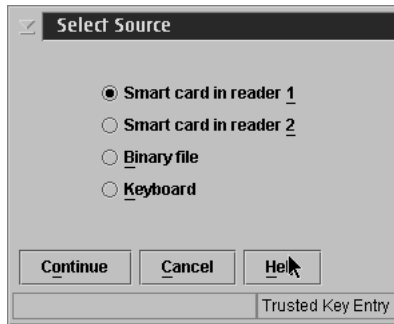 Select Source
Smart card in reader 1
Smart card in reader 2
Binary file
Keyboard
Continue Cancel Help
Trusted Key Entry